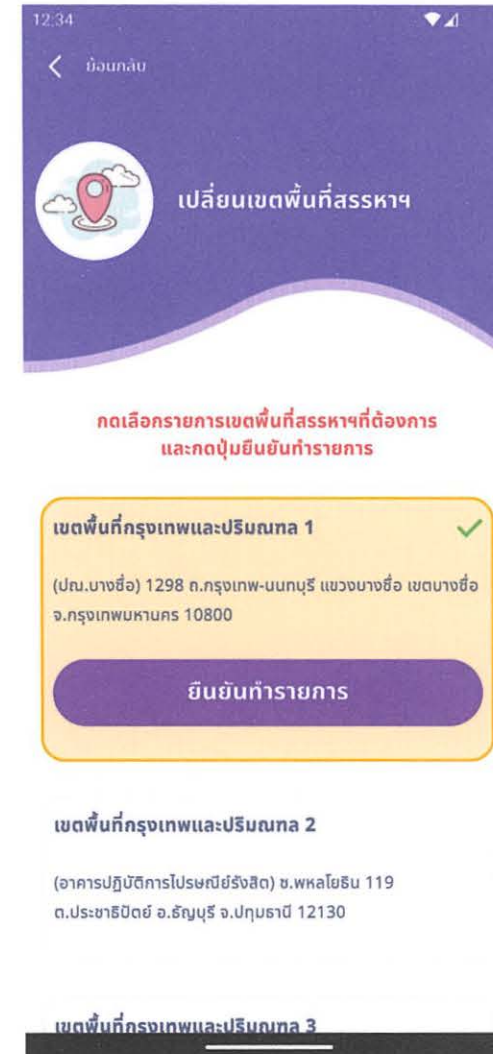 12:34
ย้อนกลับ
เปลี่ยนเขตพื้นที่สรรหาฯ
กดเลือกรายการเขตพื้นที่สรรหาฯที่ต้องการ
และกดปุ่มยืนยันทำรายการ
เขตพื้นที่กรุงเทพและปริมณฑล 1
(ปณ.บางซื่อ) 1298 ถ.กรุงเทพ-นนทบุรี แขวงบางซื่อ เขตบางซื่อ
จ.กรุงเทพมหานคร 10800
ยืนยันทำรายการ
เขตพื้นที่กรุงเทพและปริมณฑล 2
(อาคารปฏิบัติการไปรษณีย์รังสิต) ซ.พหลโยธิน 119
ต.ประชาธิปัตย์ อ.ธัญบุรี จ.ปทุมธานี 12130
เขตพื้นที่กรุงเทพและปริมณฑล 3